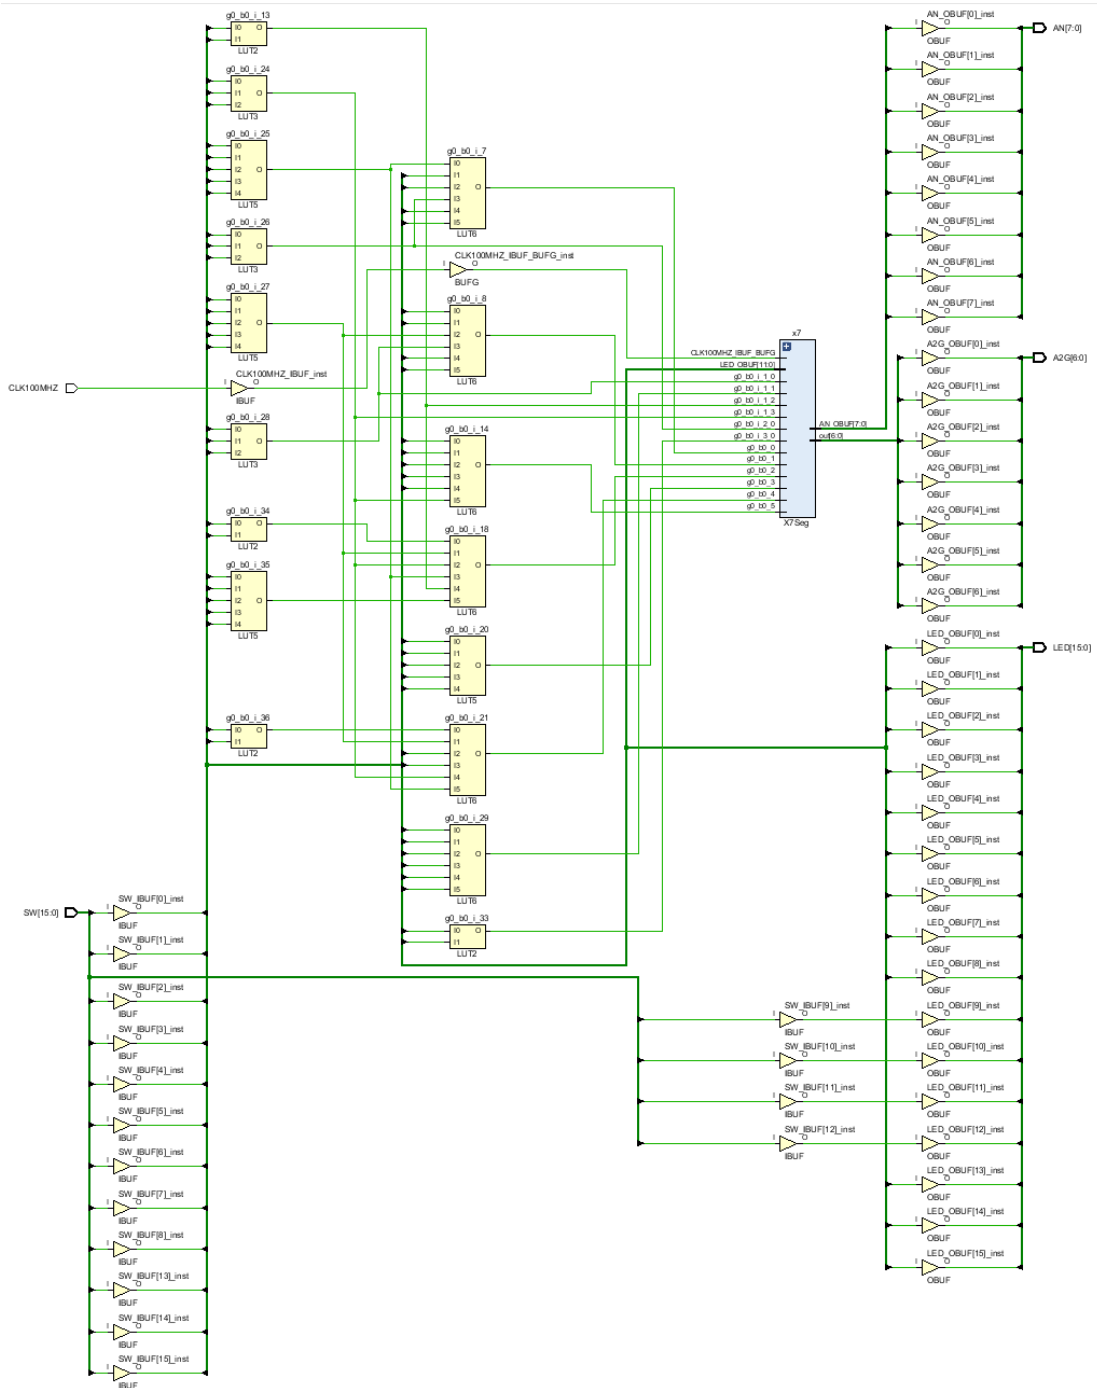 g0_b0_i_13
I0
I1
O
LUT2
g0_b0_i_24
I0
I1
I2
O
LUT3
g0_b0_i_25
I0
I1
I2
I3
I4
O
LUT5
g0_b0_i_26
I0
I1
I2
O
LUT3
g0_b0_i_27
I0
I1
I2
I3
I4
O
LUT5
CLK100MHZ
CLK100MHZ_IBUF_inst
I
O
IBUF
g0_b0_i_28
I0
I1
I2
O
LUT3
g0_b0_i_34
I0
I1
O
LUT2
g0_b0_i_35
I0
I1
I2
I3
I4
O
LUT5
g0_b0_i_36
I0
I1
O
LUT2
SW[15:0]
SW_IBUF[0]_inst
I
O
IBUF
SW_IBUF[1]_inst
I
O
IBUF
SW_IBUF[2]_inst
I
O
IBUF
SW_IBUF[3]_inst
I
O
IBUF
SW_IBUF[4]_inst
I
O
IBUF
SW_IBUF[5]_inst
I
O
IBUF
SW_IBUF[6]_inst
I
O
IBUF
SW_IBUF[7]_inst
I
O
IBUF
SW_IBUF[8]_inst
I
O
IBUF
SW_IBUF[13]_inst
I
O
IBUF
SW_IBUF[14]_inst
I
O
IBUF
SW_IBUF[15]_inst
I
O
IBUF
g0_b0_i_7
I0
I1
I2
I3
I4
I5
O
LUT6
CLK100MHZ_IBUF_BUFG_inst
I
O
BUFG
g0_b0_i_8
I0
I1
I2
I3
I4
I5
O
LUT6
g0_b0_i_14
I0
I1
I2
I3
I4
I5
O
LUT6
g0_b0_i_18
I0
I1
I2
I3
I4
I5
O
LUT6
g0_b0_i_20
I0
I1
I2
I3
I4
O
LUT5
g0_b0_i_21
I0
I1
I2
I3
I4
I5
O
LUT6
g0_b0_i_29
I0
I1
I2
I3
I4
I5
O
LUT6
g0_b0_i_33
I0
I1
O
LUT2
x7
CLK100MHZ_IBUF_BUFG
LED_OBUF[11:0]
g0_b0_i_1_0
g0_b0_i_1_1
g0_b0_i_1_2
g0_b0_i_1_3
g0_b0_i_2_0
g0_b0_i_3_0
g0_b0_0
g0_b0_1
g0_b0_2
g0_b0_3
g0_b0_4
g0_b0_5
AN_OBUF[7:0]
out[6:0]
X7Seg
SW_IBUF[9]_inst
I
O
IBUF
SW_IBUF[10]_inst
I
O
IBUF
SW_IBUF[11]_inst
I
O
IBUF
SW_IBUF[12]_inst
I
O
IBUF
AN_OBUF[0]_inst
I
O
OBUF
AN[7:0]
AN_OBUF[1]_inst
I
O
OBUF
AN_OBUF[2]_inst
I
O
OBUF
AN_OBUF[3]_inst
I
O
OBUF
AN_OBUF[4]_inst
I
O
OBUF
AN_OBUF[5]_inst
I
O
OBUF
AN_OBUF[6]_inst
I
O
OBUF
AN_OBUF[7]_inst
I
O
OBUF
A2G_OBUF[0]_inst
I
O
OBUF
A2G[6:0]
A2G_OBUF[1]_inst
I
O
OBUF
A2G_OBUF[2]_inst
I
O
OBUF
A2G_OBUF[3]_inst
I
O
OBUF
A2G_OBUF[4]_inst
I
O
OBUF
A2G_OBUF[5]_inst
I
O
OBUF
A2G_OBUF[6]_inst
I
O
OBUF
LED_OBUF[0]_inst
I
O
OBUF
LED[15:0]
LED_OBUF[1]_inst
I
O
OBUF
LED_OBUF[2]_inst
I
O
OBUF
LED_OBUF[3]_inst
I
O
OBUF
LED_OBUF[4]_inst
I
O
OBUF
LED_OBUF[5]_inst
I
O
OBUF
LED_OBUF[6]_inst
I
O
OBUF
LED_OBUF[7]_inst
I
O
OBUF
LED_OBUF[8]_inst
I
O
OBUF
LED_OBUF[9]_inst
I
O
OBUF
LED_OBUF[10]_inst
I
O
OBUF
LED_OBUF[11]_inst
I
O
OBUF
LED_OBUF[12]_inst
I
O
OBUF
LED_OBUF[13]_inst
I
O
OBUF
LED_OBUF[14]_inst
I
O
OBUF
LED_OBUF[15]_inst
I
O
OBUF